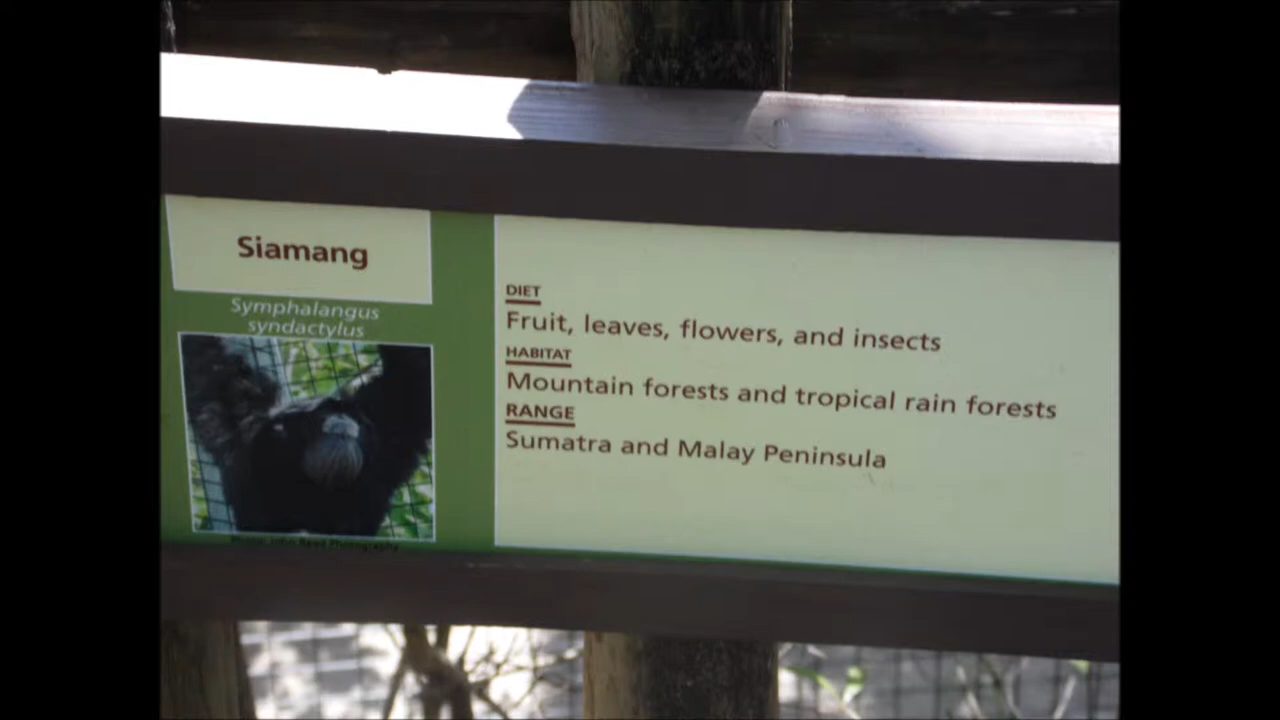 Siamang
Symphalangus
syndactylus
DIET
Fruit, leaves, flowers, and insects
HABITAT
Mountain forests and tropical rain forests
RANGE
Sumatra and Malay Peninsula
Photography